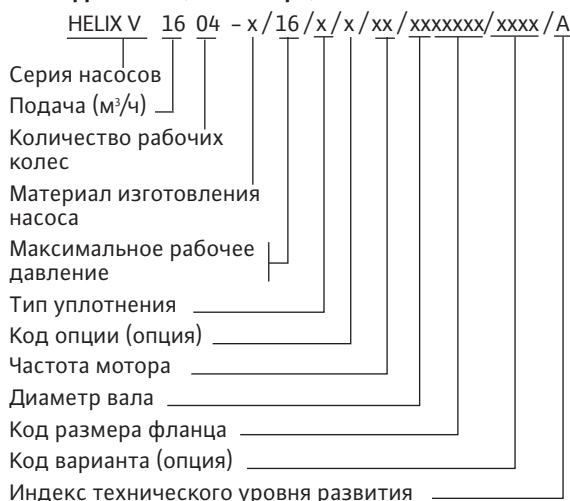 HELIX V 16 04 – x/16/x/x/xx/xxxxxxx/xxxx/A
Серия насосов
Подача (м³/ч)
Количество рабочих
колес
Материал изготовления
насоса
Максимальное рабочее
давление
Тип уплотнения
Код опции (опция)
Частота мотора
Диаметр вала
Код размера фланца
Код варианта (опция)
Индекс технического уровня развития